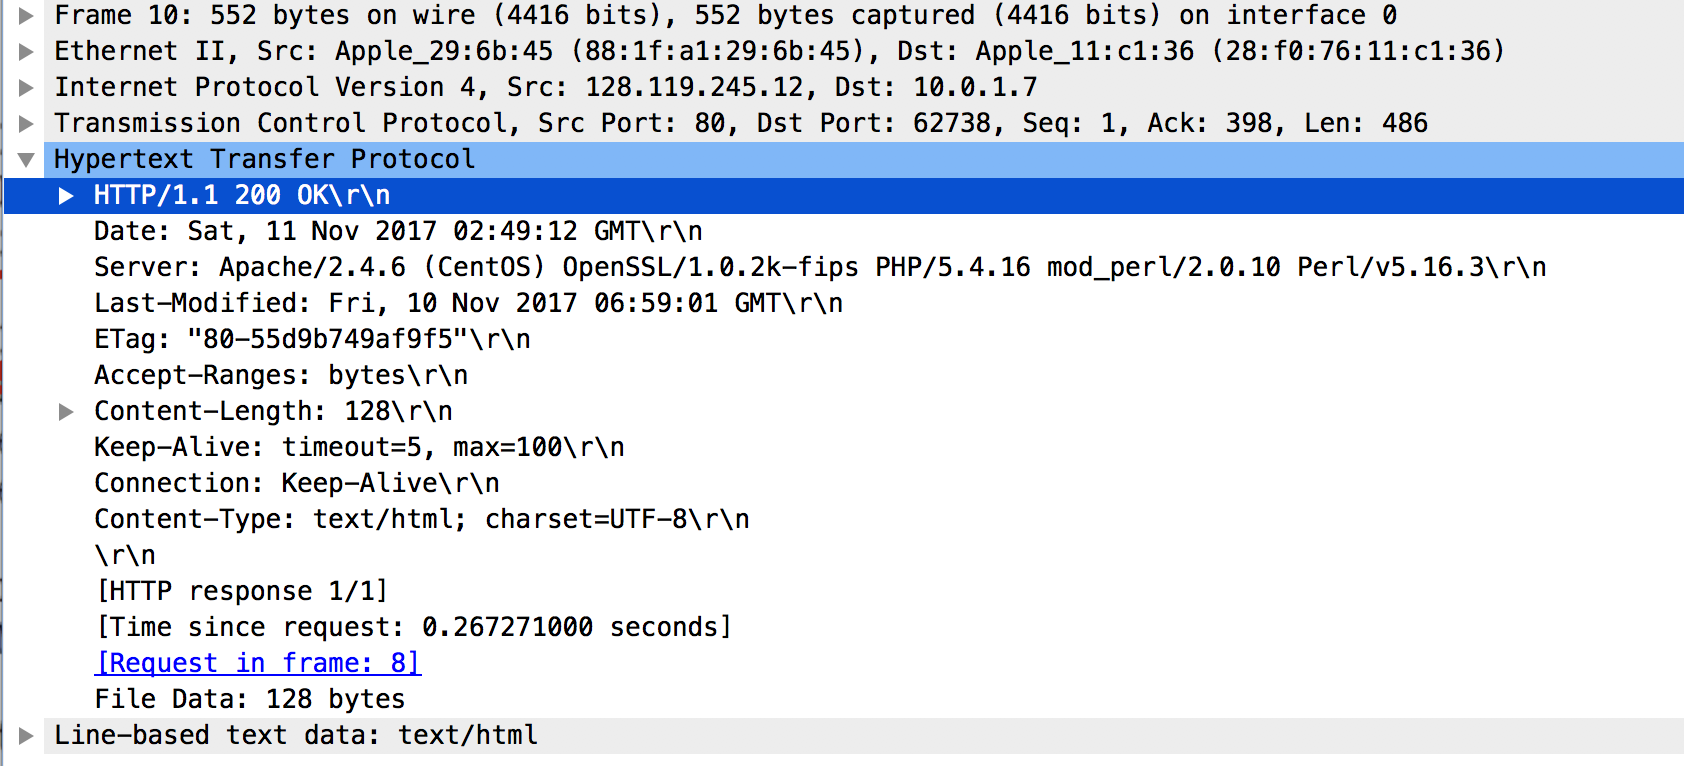 Frame 10: 552 bytes on wire (4416 bits), 552 bytes captured (4416 bits) on interface 0
Ethernet II, Src: Apple_29:6b:45 (88:1f:a1:29:6b:45), Dst: Apple_11:c1:36 (28:f0:76:11:c1:36)
Internet Protocol Version 4, Src: 128.119.245.12, Dst: 10.0.1.7
Transmission Control Protocol, Src Port: 80, Dst Port: 62738, Seq: 1, Ack: 398, Len: 486
Hypertext Transfer Protocol
HTTP/1.1 200 OK\r\n
Date: Sat, 11 Nov 2017 02:49:12 GMT\r\n
Server: Apache/2.4.6 (CentOS) OpenSSL/1.0.2k-fips PHP/5.4.16 mod_perl/2.0.10 Perl/v5.16.3\r\n
Last-Modified: Fri, 10 Nov 2017 06:59:01 GMT\r\n
ETag: "80-55d9b749af9f5"\r\n
Accept-Ranges: bytes\r\n
Content-Length: 128\r\n
Keep-Alive: timeout=5, max=100\r\n
Connection: Keep-Alive\r\n
Content-Type: text/html; charset=UTF-8\r\n
\r\n
[HTTP response 1/1]
[Time since request: 0.267271000 seconds]
[Request in frame: 8]
File Data: 128 bytes
Line-based text data: text/html